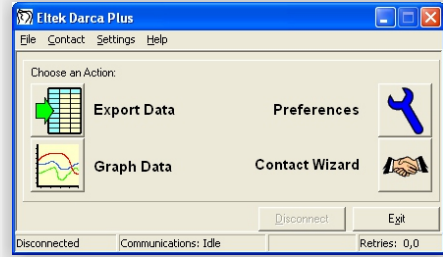 Eltek Darca Plus
File Contact Settings Help
Choose an Action:
Export Data Preferences
Graph Data Contact Wizard
Disconnect Exit
Disconnected Communications: Idle Retries: 0,0